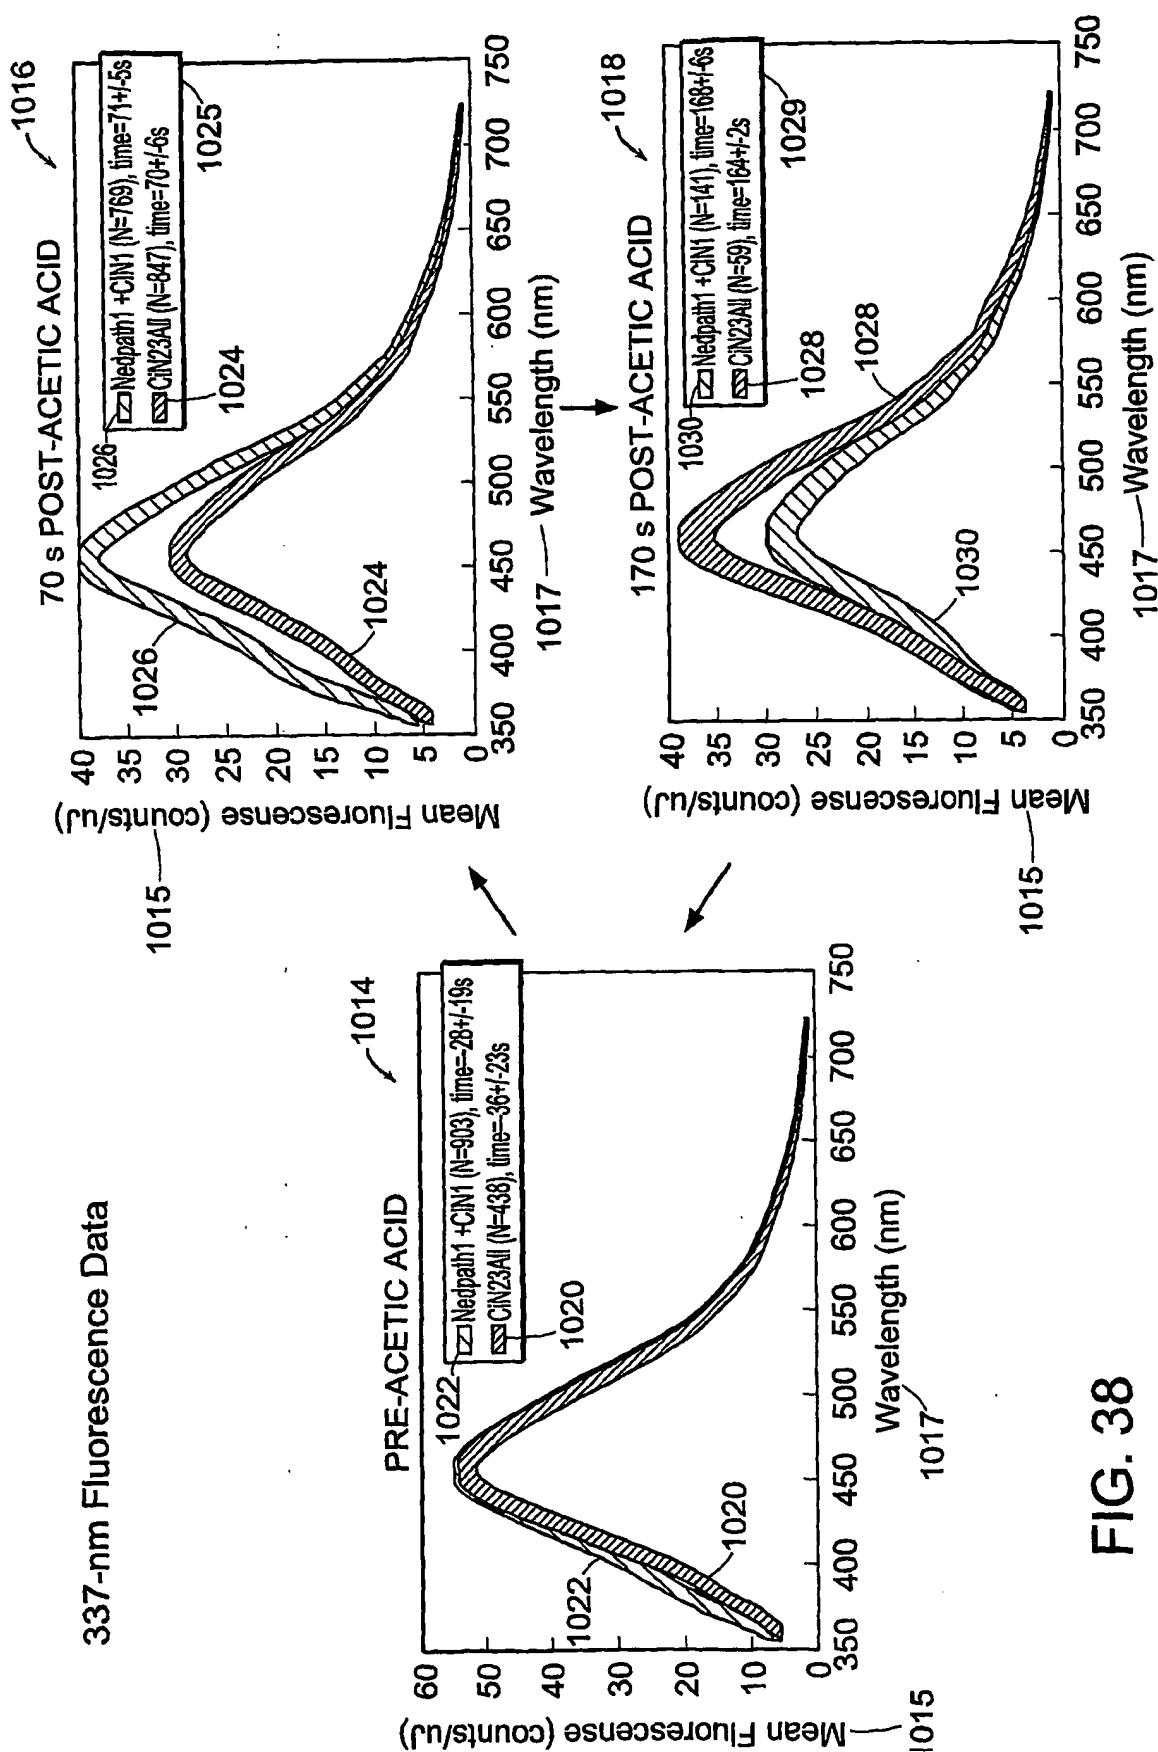 337-nm Fluorescence Data
PRE-ACETIC ACID
1014
1022
Nedpath1 +CIN1 (N=903), time=-28+/-19s
CiN23All (N=438), time=-36+/-23s
1020
60
50
40
30
20
10
0
Mean Fluorescense (counts/uJ)
1015
1022
1020
350 400 450 500 550 600 650 700 750
Wavelength (nm)
1017
70 s POST-ACETIC ACID
1016
1026
Nedpath1 +CIN1 (N=769), time=71+/-5s
CiN23All (N=847), time=70+/-6s
1024
1025
40
35
30
25
20
15
10
5
0
Mean Fluorescense (counts/uJ)
1015
1026
1024
350 400 450 500 550 600 650 700 750
1017 Wavelength (nm)
170 s POST-ACETIC ACID
1018
1030
Nedpath1 +CIN1 (N=141), time=168+/-6s
CiN23All (N=59), time=164+/-2s
1028
1029
40
35
30
25
20
15
10
5
0
Mean Fluorescense (counts/uJ)
1015
1028
1030
350 400 450 500 550 600 650 700 750
1017 Wavelength (nm)
FIG. 38